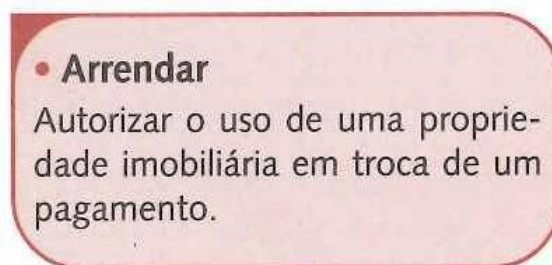 • Arrendar
Autorizar o uso de uma proprie-
dade imobiliária em troca de um
pagamento.